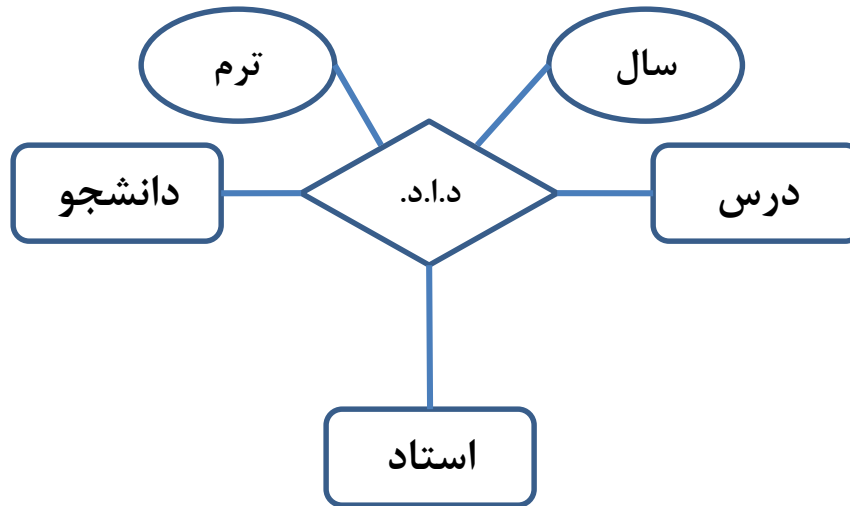 سال
ترم
درس
د.ا.د.
دانشجو
استاد